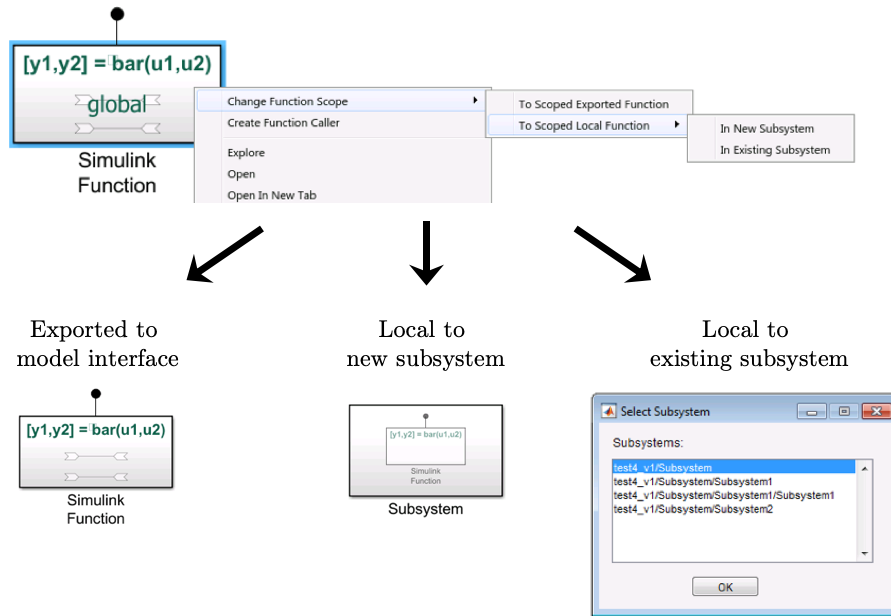 [y1,y2] = bar(u1,u2)
global
Simulink
Function
Change Function Scope
Create Function Caller
Explore
Open
Open In New Tab
To Scoped Exported Function
To Scoped Local Function
In New Subsystem
In Existing Subsystem
Exported to
model interface
[y1,y2] = bar(u1,u2)
Simulink
Function
Local to
new subsystem
[y1,y2] = bar(u1,u2)
Simulink
Function
Subsystem
Local to
existing subsystem
Select Subsystem
Subsystems:
test4_v1/Subsystem
test4_v1/Subsystem/Subsystem1
test4_v1/Subsystem/Subsystem1/Subsystem1
test4_v1/Subsystem/Subsystem2
OK